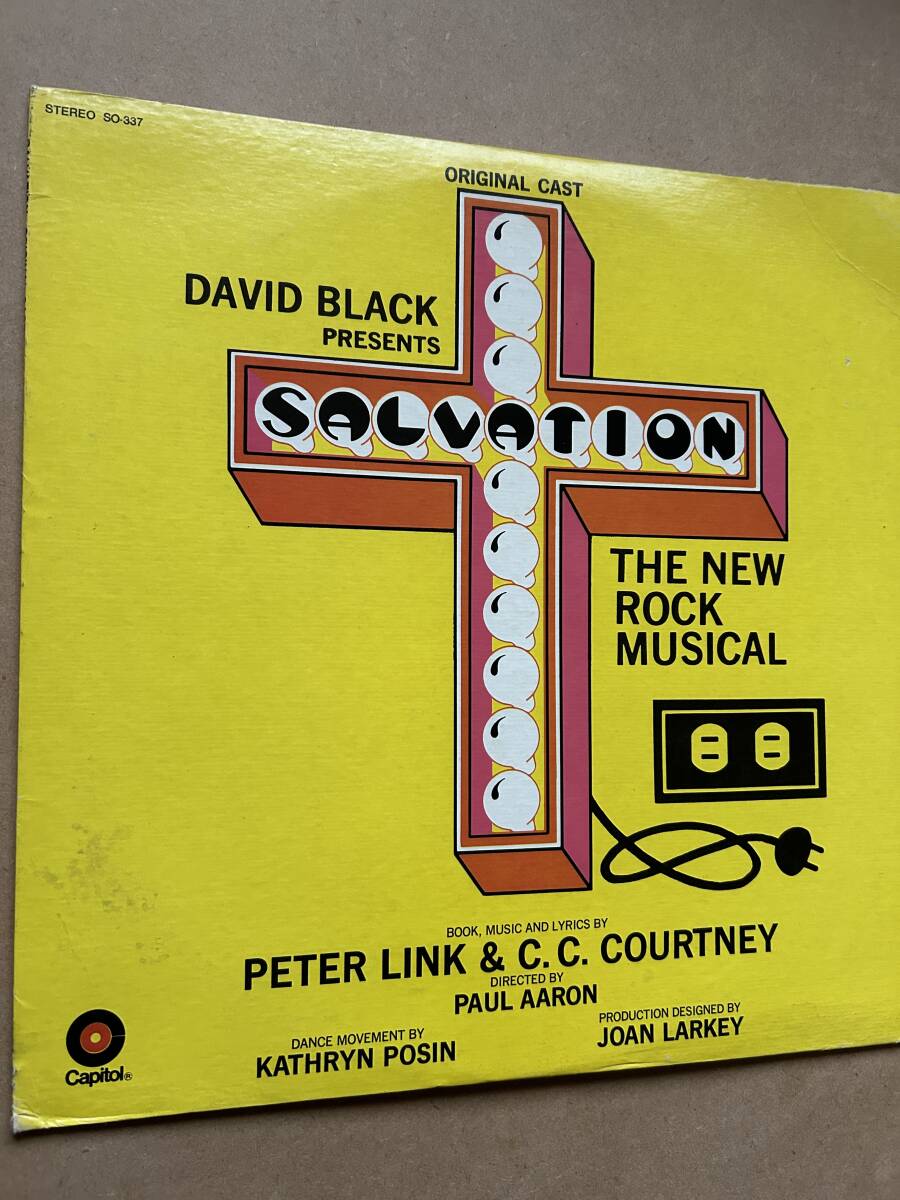 STEREO SO-337
ORIGINAL CAST
DAVID BLACK
PRESENTS
SALVATION
THE NEW
ROCK
MUSICAL
BOOK, MUSIC AND LYRICS BY
PETER LINK & C. C. COURTNEY
DIRECTED BY
PAUL AARON
DANCE MOVEMENT BY
KATHRYN POSIN
PRODUCTION DESIGNED BY
JOAN LARKEY
Capitol®